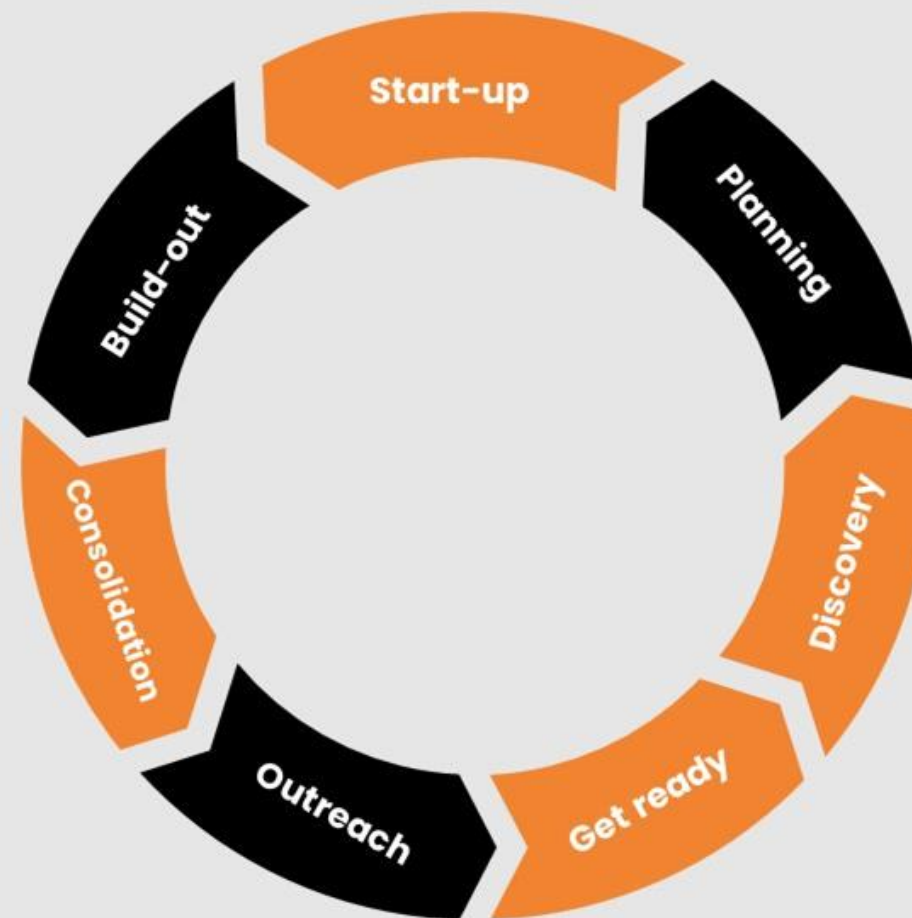 Start-up
Planning
Discovery
Get ready
Outreach
Consolidation
Build-out